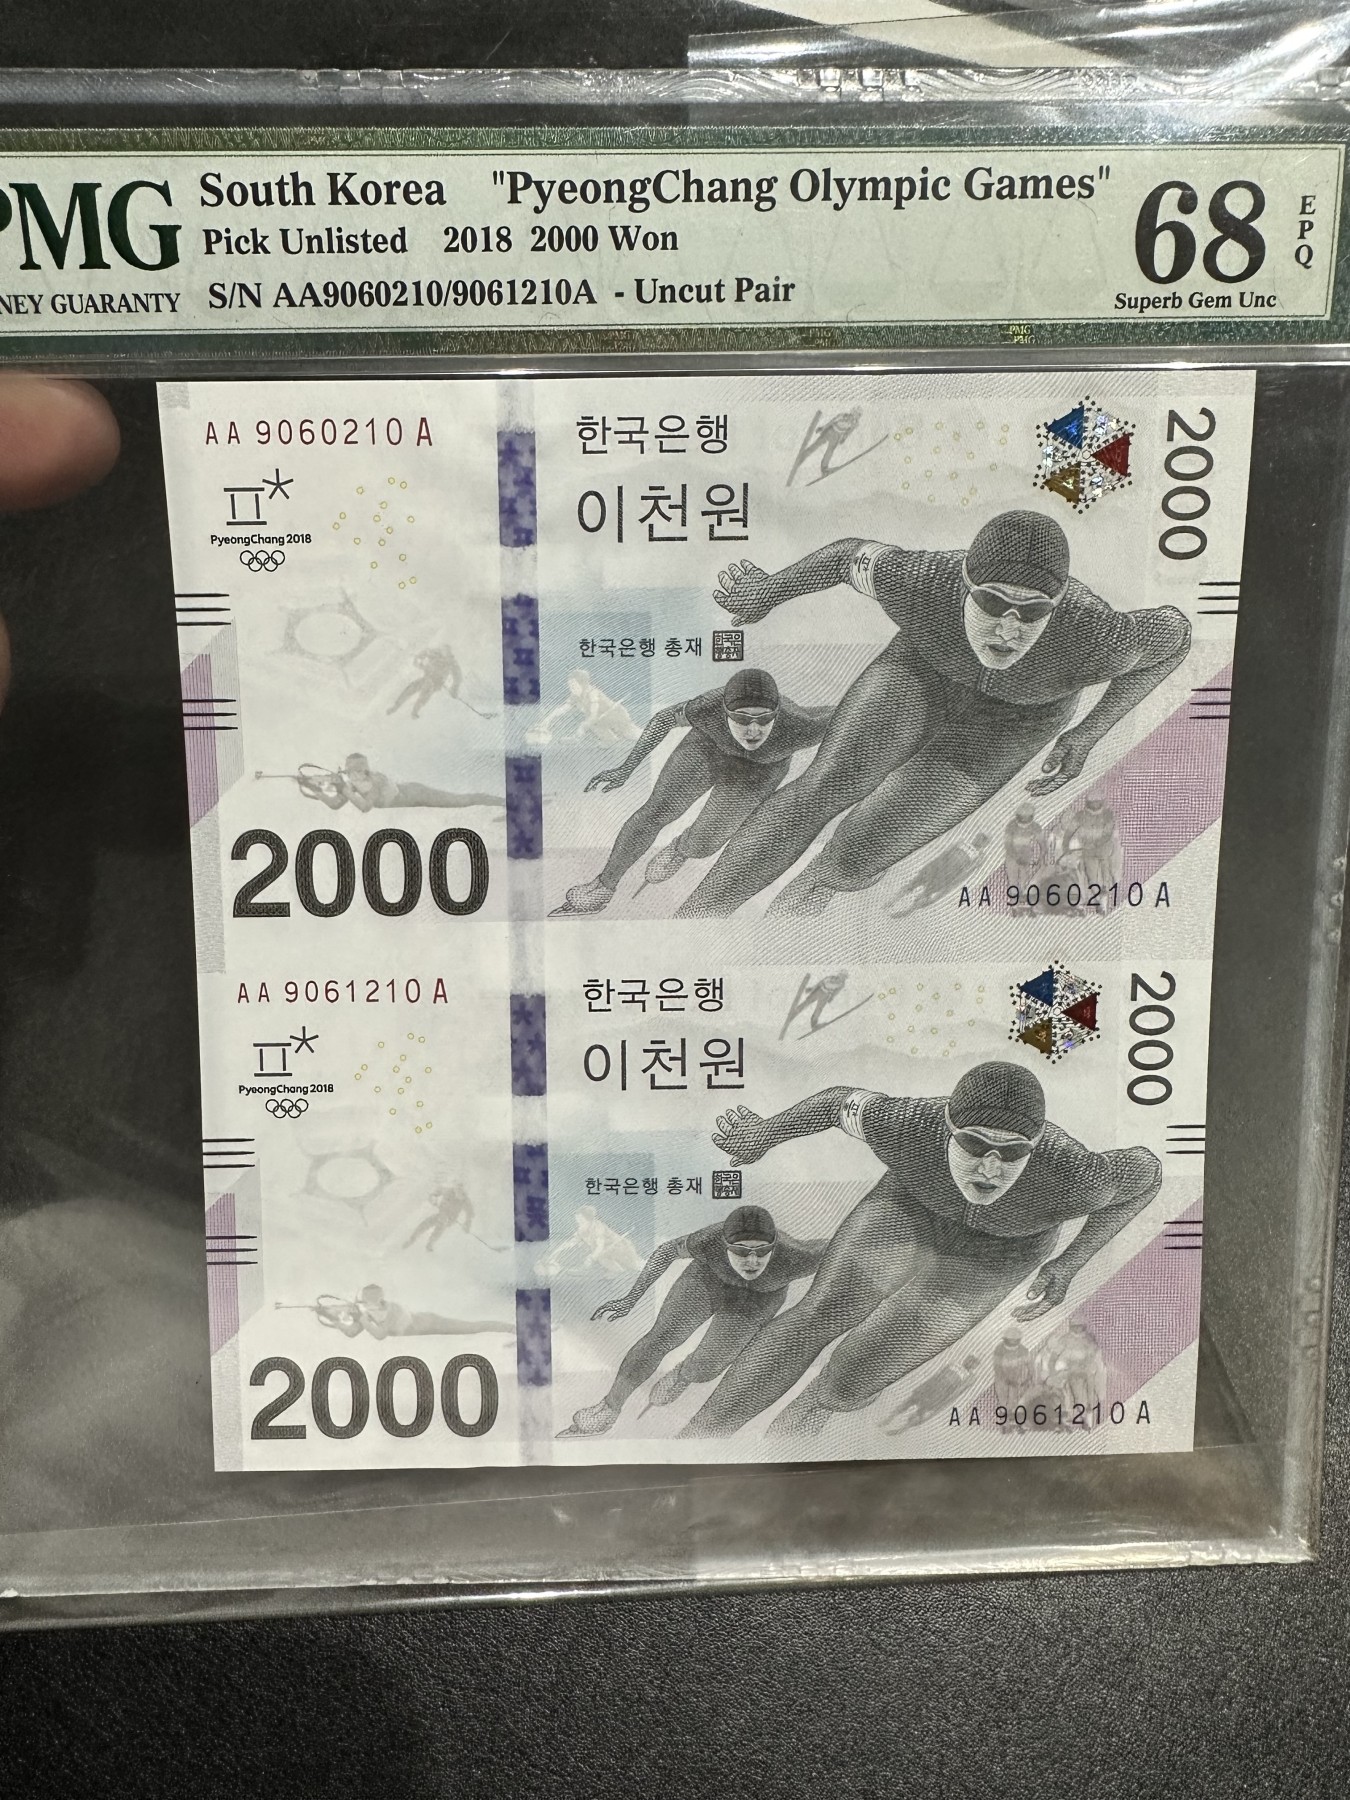 PMG South Korea "PyeongChang Olympic Games" 68 EPQ
Pick Unlisted 2018 2000 Won
NEY GUARANTY S/N AA9060210/9061210A - Uncut Pair Superb Gem Unc
PMG
AA 9060210 A 한국은행 2000
이천원
PyeongChang 2018
한국은행 총재
2000
AA 9060210 A
AA 9061210 A 한국은행 2000
이천원
PyeongChang 2018
한국은행 총재
2000
AA 9061210 A